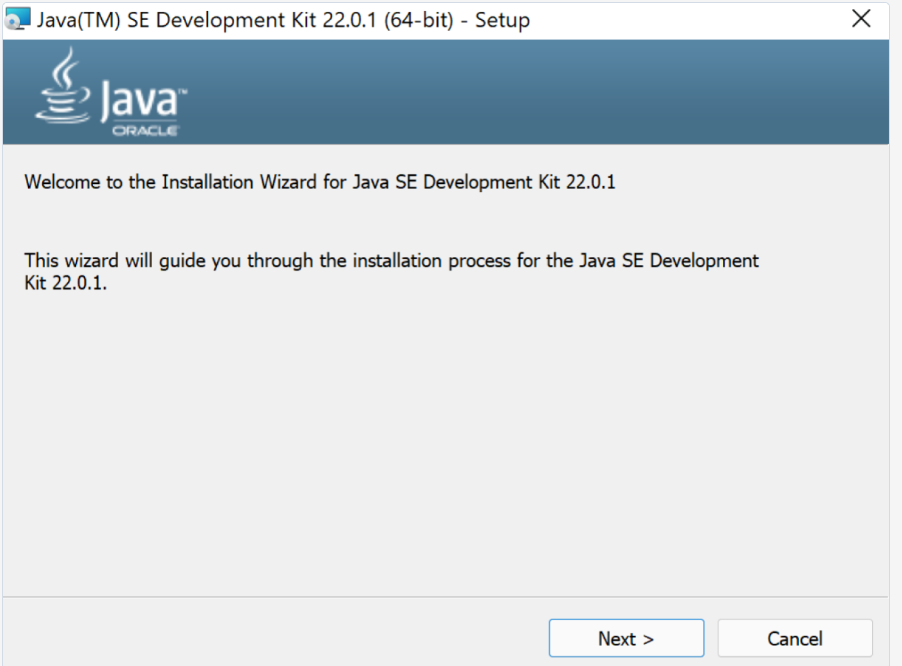 Java(TM) SE Development Kit 22.0.1 (64-bit) - Setup
Java™
ORACLE
Welcome to the Installation Wizard for Java SE Development Kit 22.0.1
This wizard will guide you through the installation process for the Java SE Development
Kit 22.0.1.
Next > Cancel